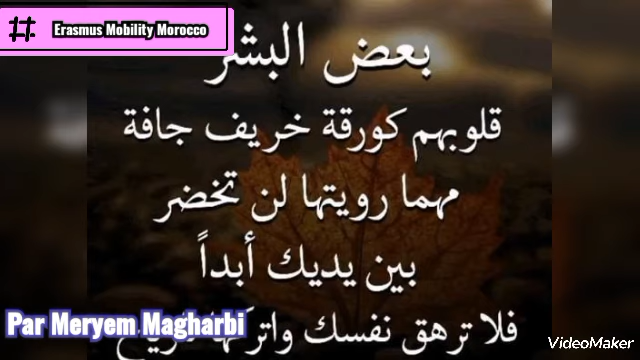 # Erasmus Mobility Morocco
بعض البشر
قلوبهم كورقة خريف جافة
مهما رويتها لن تخضر
بين يديك أبداً
فلا ترهق نفسك
Par Meryem Magharbi
VideoMaker